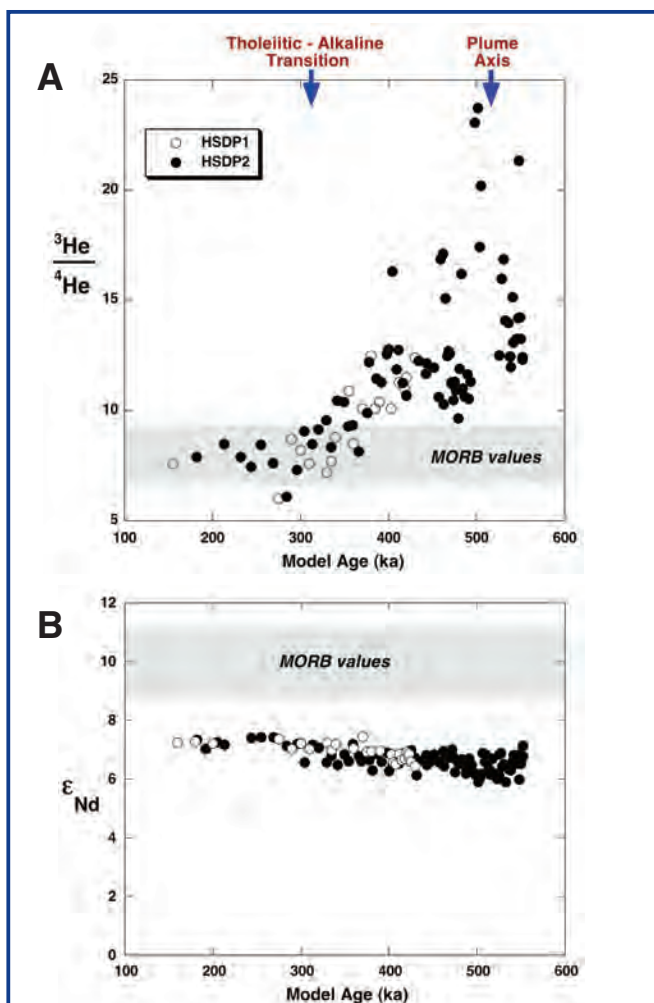 Tholeiitic - Alkaline
Transition
Plume
Axis
A
25
HSDP1
HSDP2
20
³He
⁴He
15
10
MORB values
5
100 200 300 400 500 600
Model Age (ka)
B
12
MORB values
10
8
ε Nd
6
4
2
0
100 200 300 400 500 600
Model Age (ka)